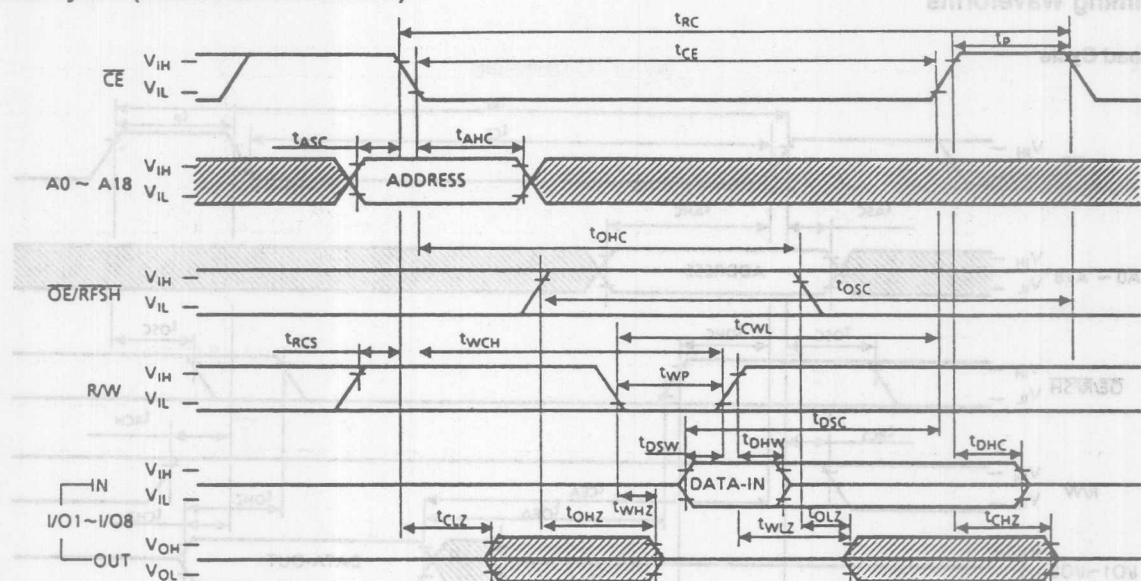 tRC
tP
tCE
CE
VIH
VIL
tASC
tAHC
A0 ~ A18
VIH
VIL
ADDRESS
tOHC
OE/RFSH
VIH
VIL
tOSC
tCWL
tRCS
tWCH
R/W
VIH
VIL
tWP
tDSC
tDSW
tDHW
tDHC
IN
VIH
VIL
DATA-IN
I/O1~I/O8
tWHZ
tCLZ
tOHZ
tWLZ
tOLZ
tCHZ
OUT
VOH
VOL